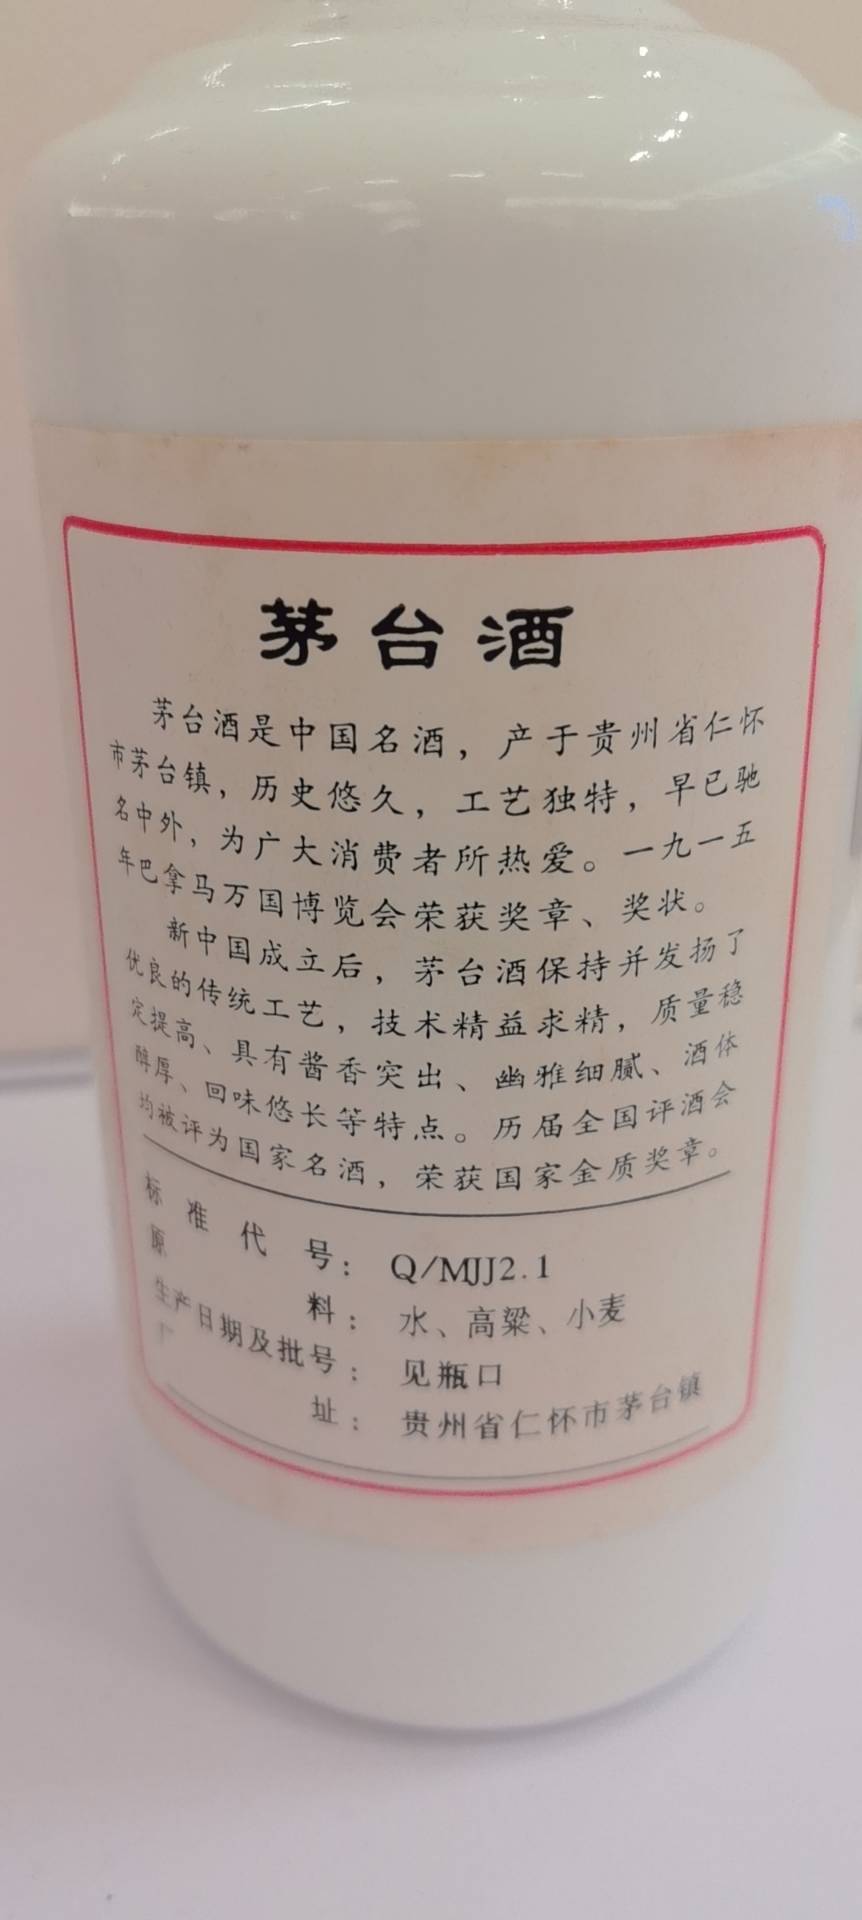 茅台酒
茅台酒是中国名酒，产于贵州省仁怀
市茅台镇，历史悠久，工艺独特，早已驰
名中外，为广大消费者所热爱。一九一五
年巴拿马万国博览会荣获奖章、奖状。
新中国成立后，茅台酒保持并发扬了
优良的传统工艺，技术精益求精，质量稳
定提高、具有酱香突出、幽雅细腻、酒体
醇厚、回味悠长等特点。历届全国评酒会
均被评为国家名酒，荣获国家金质奖章。
标准代号：Q/MJJ2.1
原料：水、高粱、小麦
生产日期及批号：见瓶口
厂址：贵州省仁怀市茅台镇